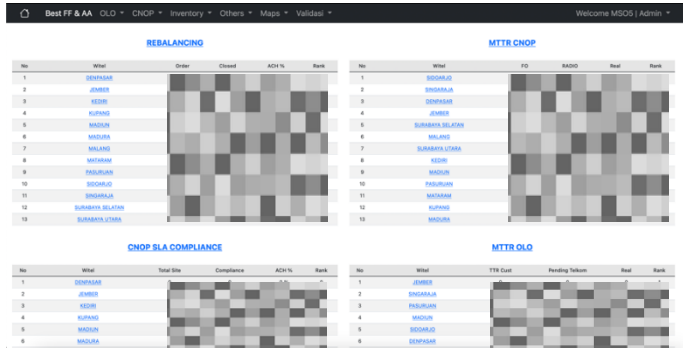 Best FF & AA OLO CNOP Inventory Others Maps Validasi Welcome MSO5 | Admin
REBALANCING
No Witel Order Closed ACH % Rank
1 DENPASAR
2 JEMBER
3 KEDIRI
4 KUPANG
5 MADIUN
6 MADURA
7 MALANG
8 MATARAM
9 PASURUAN
10 SIDOARJO
11 SINGARAJA
12 SURABAYA SELATAN
13 SURABAYA UTARA
MTTR CNOP
No Witel FO RADIO Real Rank
1 SIDOARJO
2 SINGARAJA
3 DENPASAR
4 JEMBER
5 SURABAYA SELATAN
6 MALANG
7 SURABAYA UTARA
8 KEDIRI
9 MADIUN
10 PASURUAN
11 MATARAM
12 KUPANG
13 MADURA
CNOP SLA COMPLIANCE
No Witel Total Site Compliance ACH % Rank
1 DENPASAR
2 JEMBER
3 KEDIRI
4 KUPANG
5 MADIUN
6 MADURA
MTTR OLO
No Witel TTR Cust Pending Telkom Real Rank
1 JEMBER
2 SINGARAJA
3 PASURUAN
4 MADIUN
5 SIDOARJO
6 DENPASAR